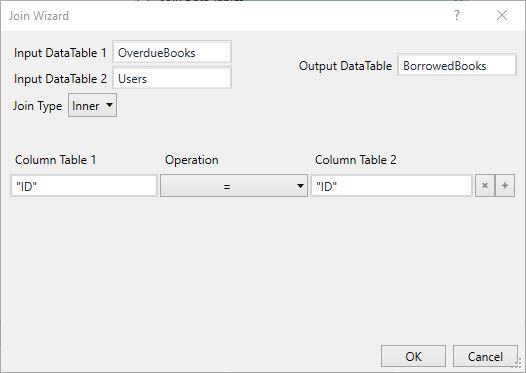 Join Wizard ? ×
Input DataTable 1 OverdueBooks
Output DataTable BorrowedBooks
Input DataTable 2 Users
Join Type Inner
Column Table 1 Operation Column Table 2
"ID" = "ID" × +
OK Cancel